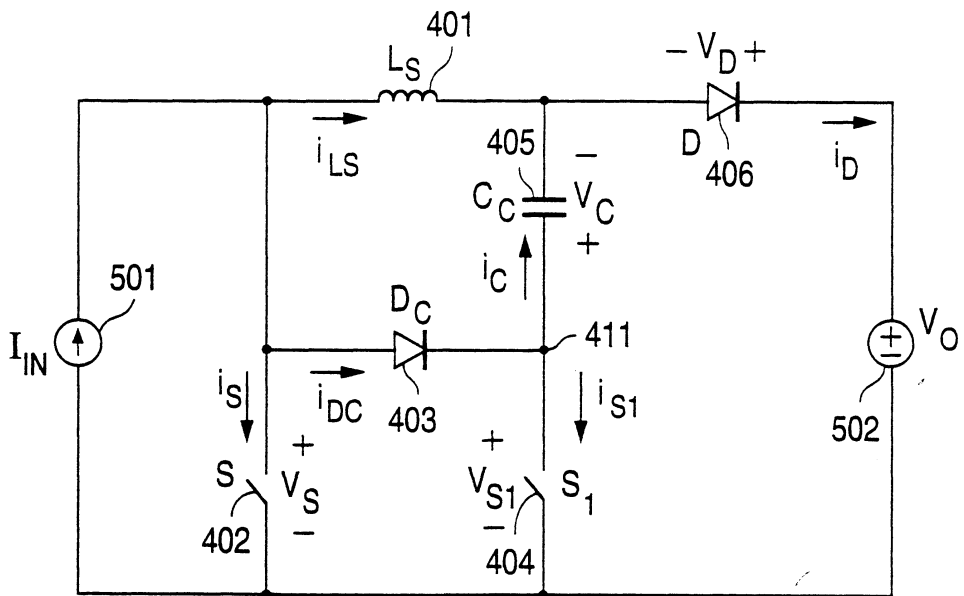 401
L_S
- V_D +
i_LS
405
-
D
406
i_D
C_C
V_C
+
i_C
501
D_C
I_IN
411
V_O
+
-
i_S
i_DC
403
i_S1
502
+
+
S
V_S
V_S1
S_1
402
-
-
404